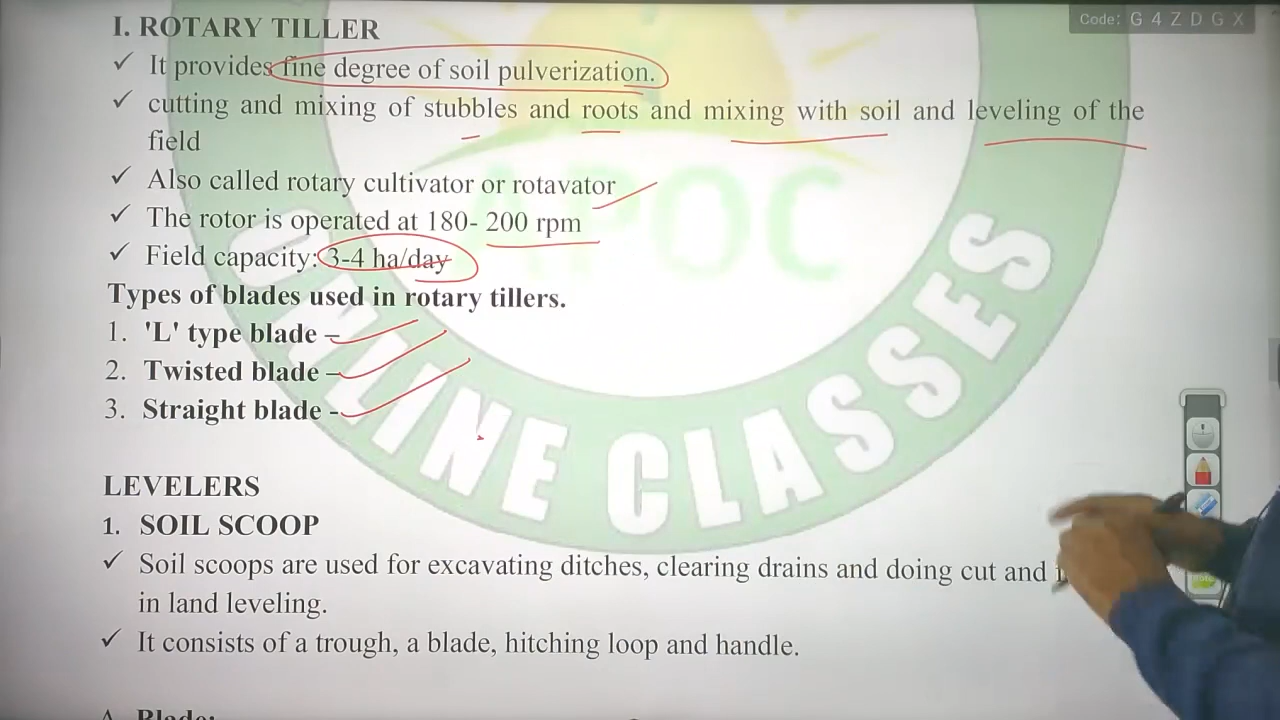 Code: G 4 Z D G X
I. ROTARY TILLER
✓ It provides fine degree of soil pulverization.
✓ cutting and mixing of stubbles and roots and mixing with soil and leveling of the
field
✓ Also called rotary cultivator or rotavator
✓ The rotor is operated at 180- 200 rpm
✓ Field capacity: 3-4 ha/day
Types of blades used in rotary tillers.
1. 'L' type blade –
2. Twisted blade –
3. Straight blade -
LEVELERS
1. SOIL SCOOP
✓ Soil scoops are used for excavating ditches, clearing drains and doing cut and
in land leveling.
✓ It consists of a trough, a blade, hitching loop and handle.
A. Blade:
APOC
ONLINE CLASSES